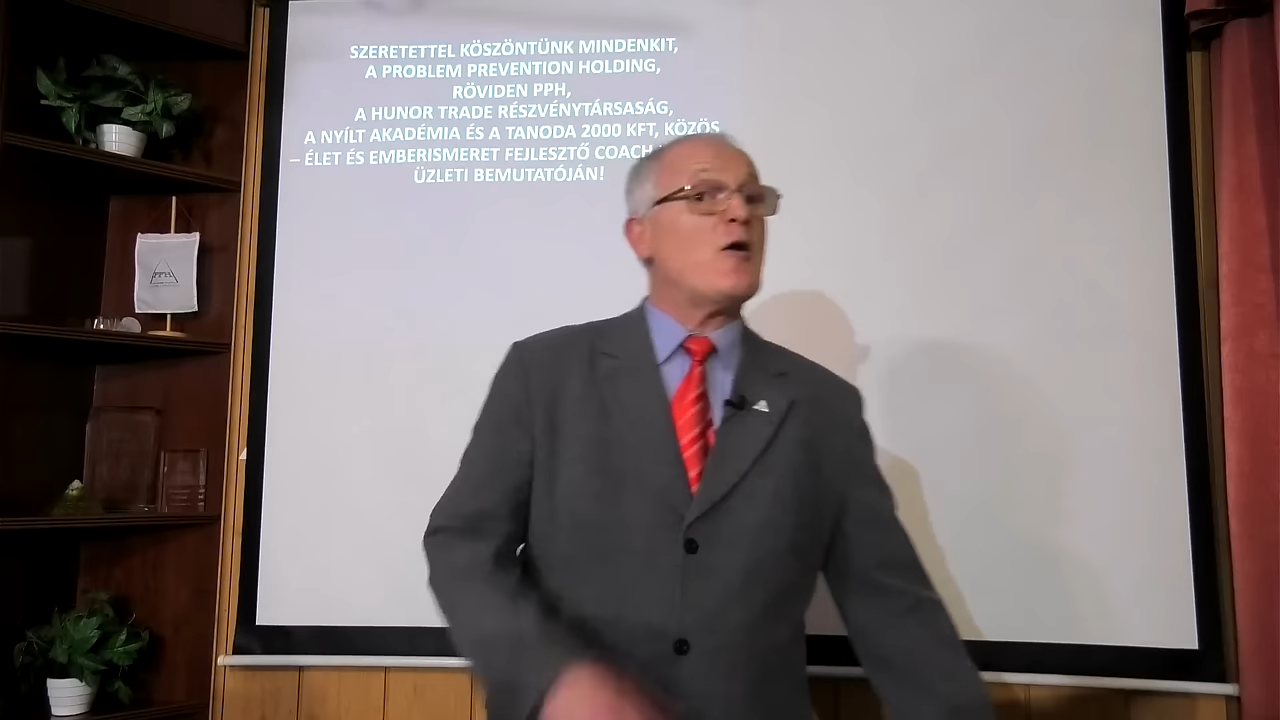 SZERETETTEL KÖSZÖNTÜNK MINDENKIT,
A PROBLEM PREVENTION HOLDING,
RÖVIDEN PPH,
A HUNOR TRADE RÉSZVÉNYTÁRSASÁG,
A NYÍLT AKADÉMIA ÉS A TANODA 2000 KFT, KÖZÖS
– ÉLET ÉS EMBERISMERET FEJLESZTŐ COACH
ÜZLETI BEMUTATÓJÁN!